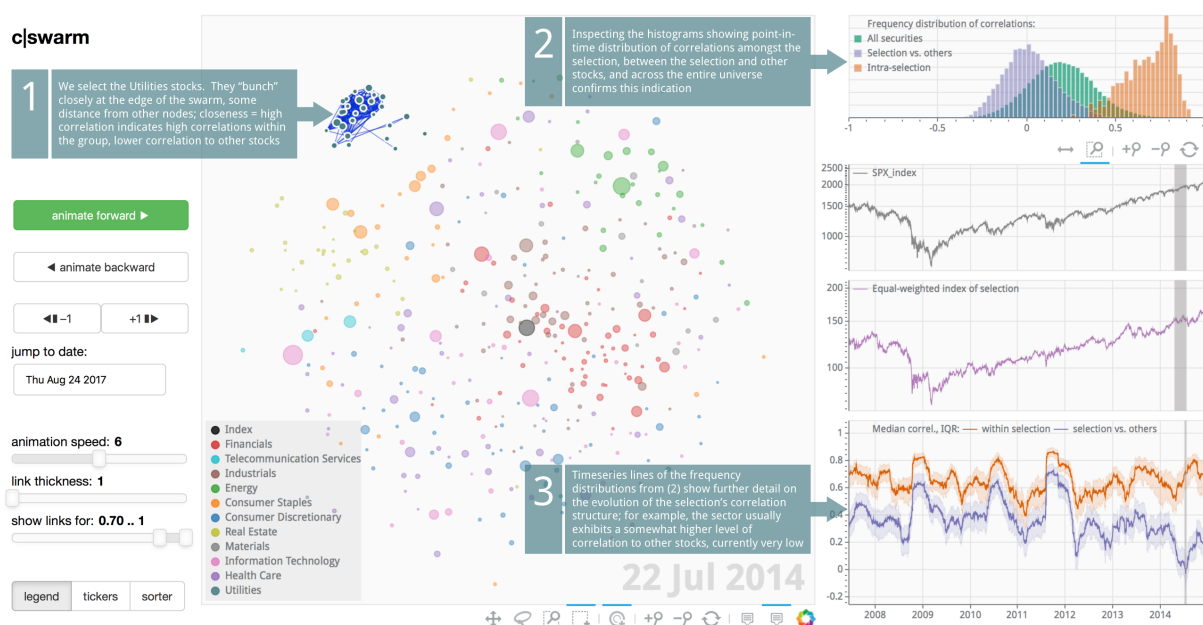 c|swarm
1
We select the Utilities stocks. They “bunch”
closely at the edge of the swarm, some
distance from other nodes; closeness = high
correlation indicates high correlations within
the group, lower correlation to other stocks
animate forward ▶
◀ animate backward
◀▮ –1
+1 ▮▶
jump to date:
Thu Aug 24 2017
animation speed: 6
link thickness: 1
show links for: 0.70 .. 1
legend
tickers
sorter
2
Inspecting the histograms showing point-in-
time distribution of correlations amongst the
selection, between the selection and other
stocks, and across the entire universe
confirms this indication
Index
Financials
Telecommunication Services
Industrials
Energy
Consumer Staples
Consumer Discretionary
Real Estate
Materials
Information Technology
Health Care
Utilities
3
Timeseries lines of the frequency
distributions from (2) show further detail on
the evolution of the selection's correlation
structure; for example, the sector usually
exhibits a somewhat higher level of
correlation to other stocks, currently very low
22 Jul 2014
Frequency distribution of correlations:
All securities
Selection vs. others
Intra-selection
-1
-0.5
0
0.5
2500
2000
1500
1000
SPX_index
200
150
100
Equal-weighted index of selection
Median correl., IQR: within selection selection vs. others
1
0.8
0.6
0.4
0.2
0
-0.2
2008 2009 2010 2011 2012 2013 2014